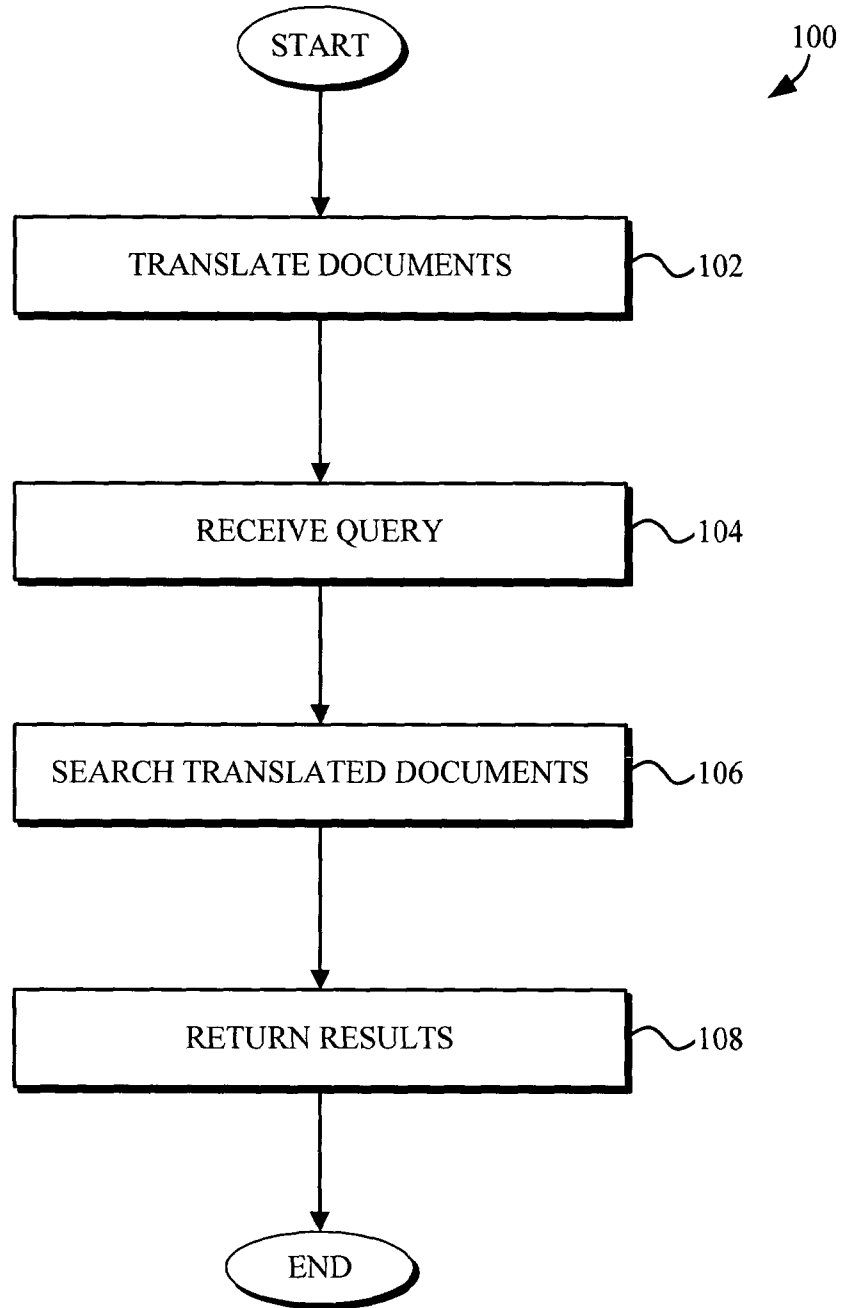 START
100
TRANSLATE DOCUMENTS
102
RECEIVE QUERY
104
SEARCH TRANSLATED DOCUMENTS
106
RETURN RESULTS
108
END